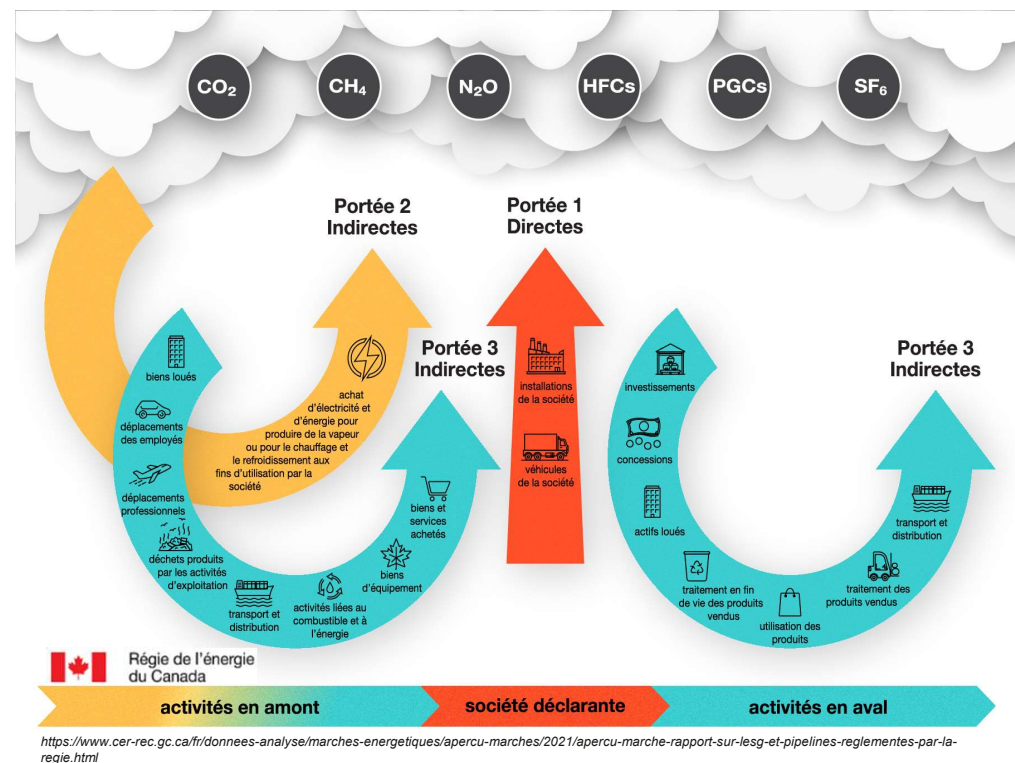 CO₂
CH₄
N₂O
HFCs
PGCs
SF₆
Portée 2
Indirectes
Portée 1
Directes
Portée 3
Indirectes
Portée 3
Indirectes
achat
d'électricité et
d'énergie pour
produire de la vapeur
ou pour le chauffage et
le refroidissement aux
fins d'utilisation par la
société
biens loués
déplacements
des employés
déplacements
professionnels
déchets produits
par les activités
d'exploitation
transport et
distribution
activités liées au
combustible et à
l'énergie
biens
d'équipement
biens et
services
achetés
installations
de la société
véhicules
de la société
investissements
concessions
actifs loués
traitement en fin
de vie des produits
vendus
utilisation des
produits
traitement des
produits vendus
transport et
distribution
Régie de l'énergie
du Canada
activités en amont
société déclarante
activités en aval
https://www.cer-rec.gc.ca/fr/donnees-analyse/marches-energetiques/apercu-marches/2021/apercu-marche-rapport-sur-lesg-et-pipelines-reglementes-par-la-
regie.html